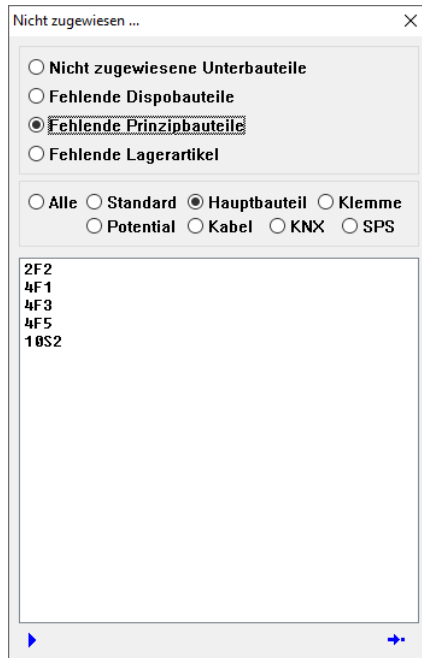 Nicht zugewiesen ...
Nicht zugewiesene Unterbauteile
Fehlende Dispobauteile
Fehlende Prinzipbauteile
Fehlende Lagerartikel
Alle Standard Hauptbauteil Klemme
Potential Kabel KNX SPS
2F2
4F1
4F3
4F5
10S2